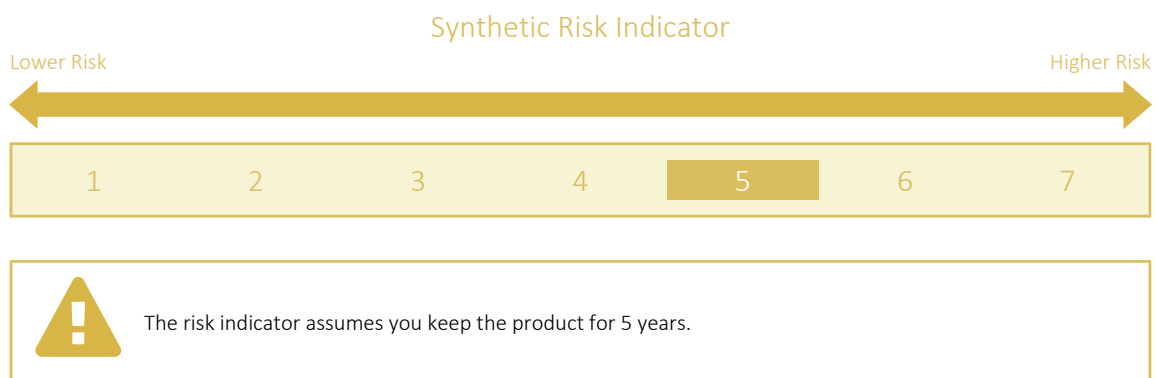 Synthetic Risk Indicator
Lower Risk Higher Risk
1 2 3 4 5 6 7
The risk indicator assumes you keep the product for 5 years.